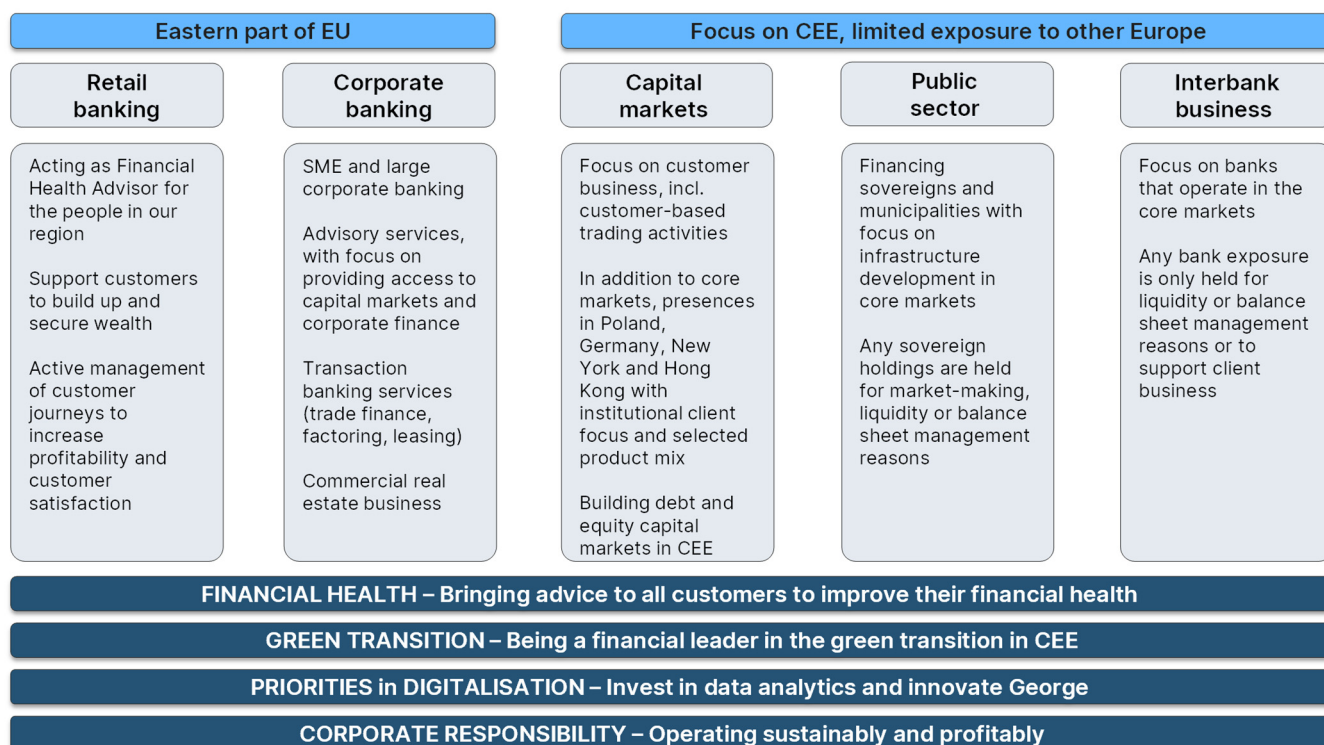 Eastern part of EU
Focus on CEE, limited exposure to other Europe
Retail
banking
Corporate
banking
Capital
markets
Public
sector
Interbank
business
Acting as Financial
Health Advisor for
the people in our
region
Support customers
to build up and
secure wealth
Active management
of customer
journeys to
increase
profitability and
customer
satisfaction
SME and large
corporate banking
Advisory services,
with focus on
providing access to
capital markets and
corporate finance
Transaction
banking services
(trade finance,
factoring, leasing)
Commercial real
estate business
Focus on customer
business, incl.
customer-based
trading activities
In addition to core
markets, presences
in Poland,
Germany, New
York and Hong
Kong with
institutional client
focus and selected
product mix
Building debt and
equity capital
markets in CEE
Financing
sovereigns and
municipalities with
focus on
infrastructure
development in
core markets
Any sovereign
holdings are held
for market-making,
liquidity or balance
sheet management
reasons
Focus on banks
that operate in the
core markets
Any bank exposure
is only held for
liquidity or balance
sheet management
reasons or to
support client
business
FINANCIAL HEALTH – Bringing advice to all customers to improve their financial health
GREEN TRANSITION – Being a financial leader in the green transition in CEE
PRIORITIES in DIGITALISATION – Invest in data analytics and innovate George
CORPORATE RESPONSIBILITY – Operating sustainably and profitably